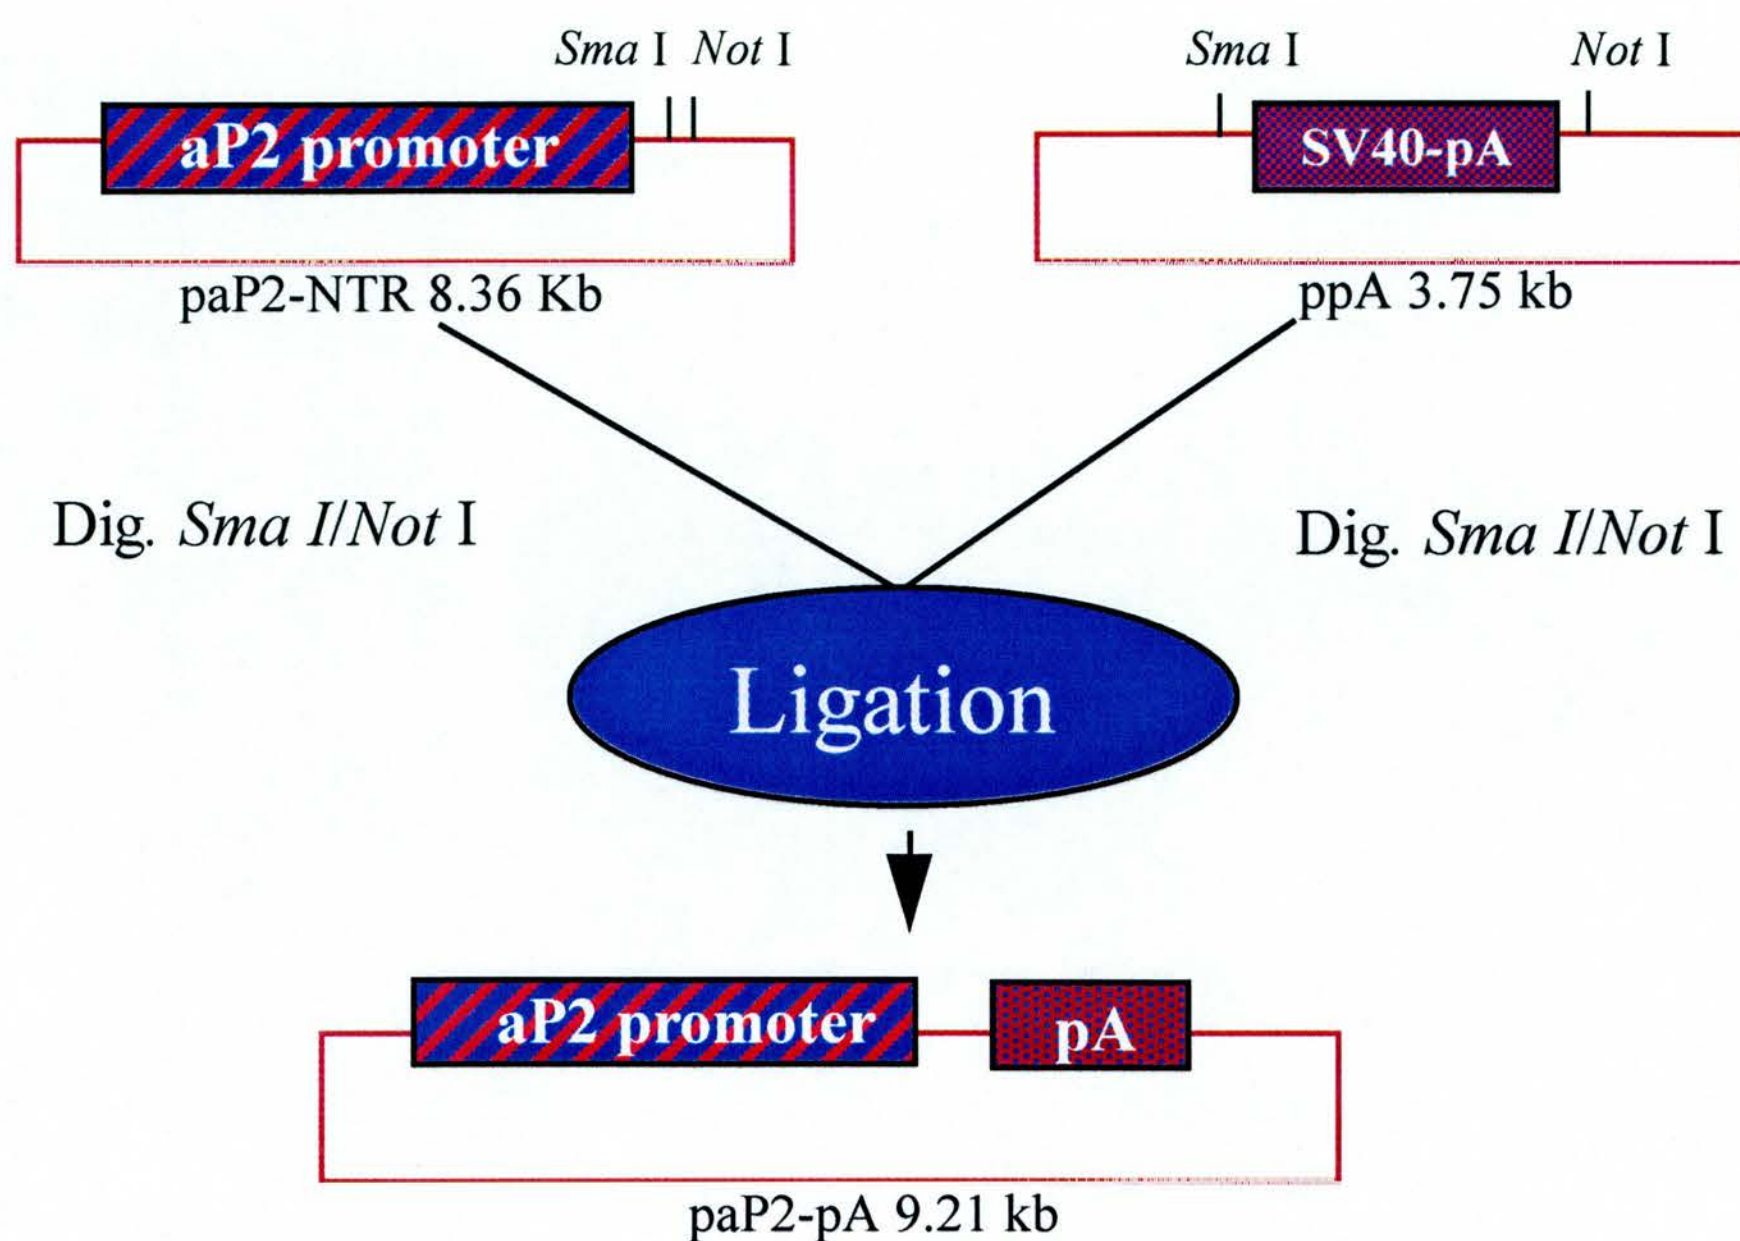 Sma I Not I
Sma I
Not I
aP2 promoter
SV40-pA
paP2-NTR 8.36 Kb
ppA 3.75 kb
Dig. Sma I/Not I
Dig. Sma I/Not I
Ligation
aP2 promoter
pA
paP2-pA 9.21 kb